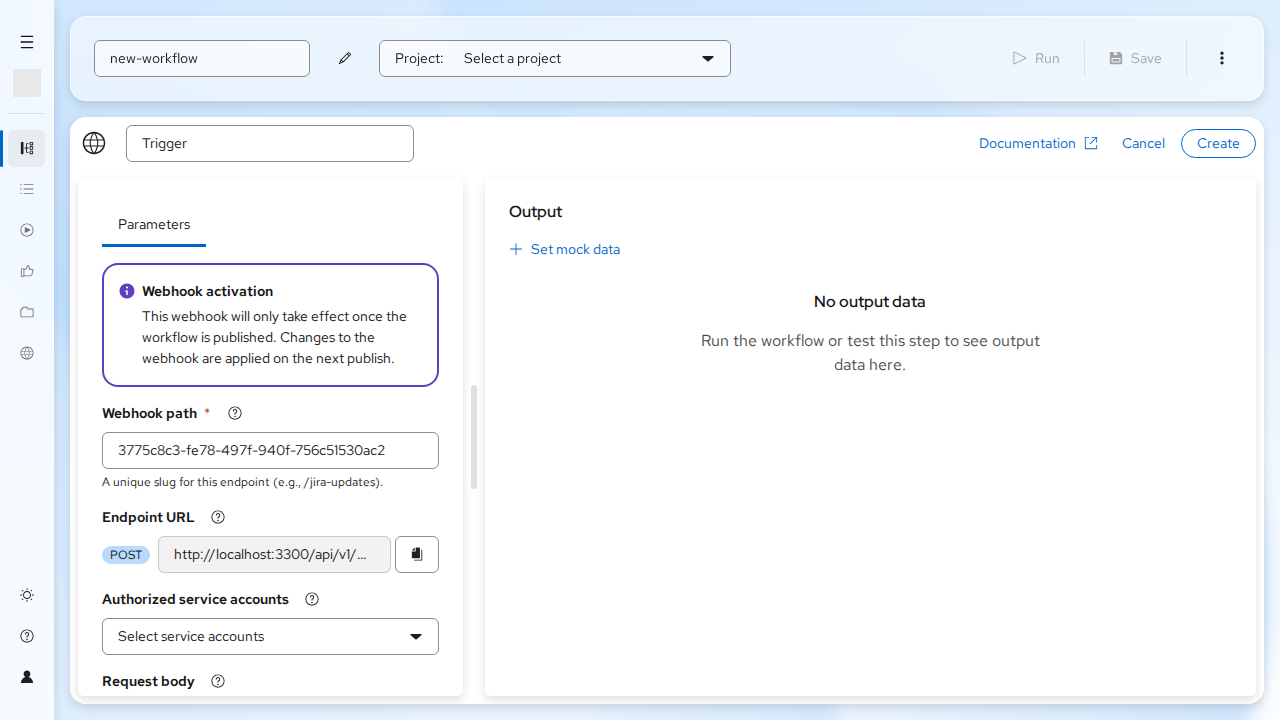 new-workflow
Project: Select a project
Run
Save
Trigger
Documentation
Cancel
Create
Parameters
Webhook activation
This webhook will only take effect once the
workflow is published. Changes to the
webhook are applied on the next publish.
Webhook path *
3775c8c3-fe78-497f-940f-756c51530ac2
A unique slug for this endpoint (e.g., /jira-updates).
Endpoint URL
POST http://localhost:3300/api/v1/...
Authorized service accounts
Select service accounts
Request body
Output
Set mock data
No output data
Run the workflow or test this step to see output
data here.